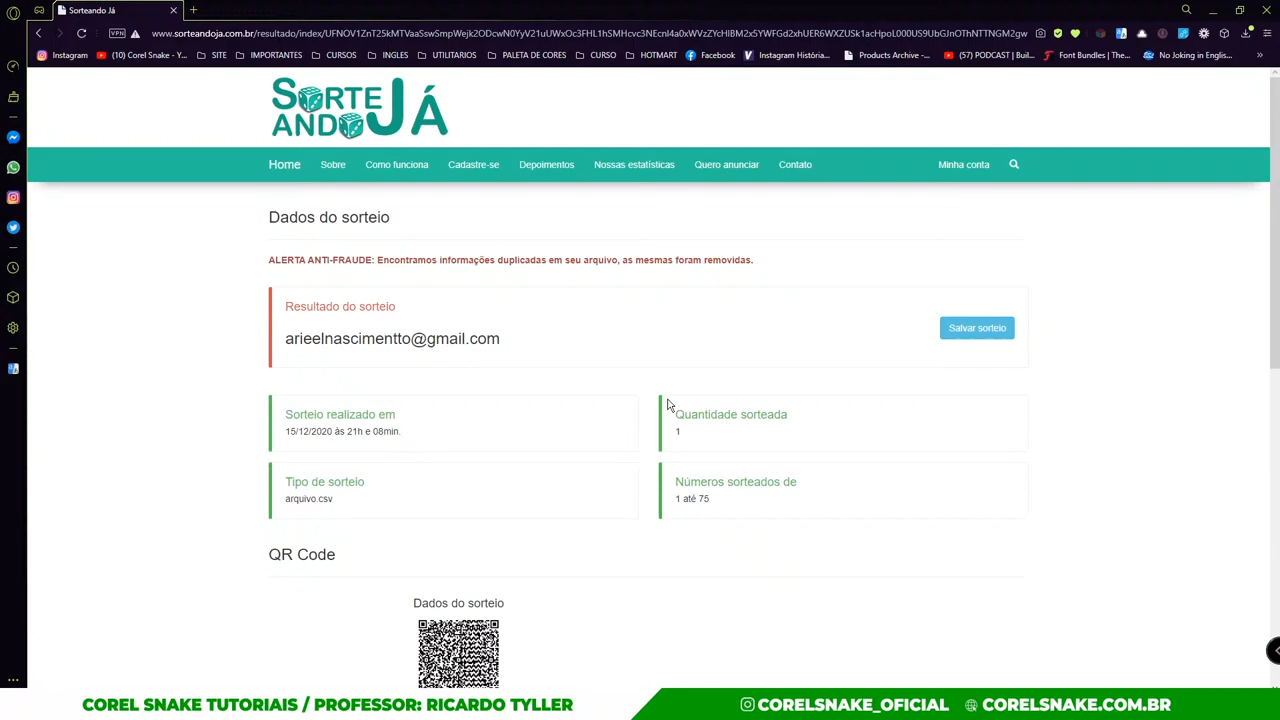 Sorteando Já
VPN
www.sorteandoja.com.br/resultado/index/
Instagram
(10) Corel Snake - Y...
SITE
IMPORTANTES
CURSOS
INGLES
UTILITARIOS
PALETA DE CORES
CURSO
HOTMART
Facebook
Instagram Históría...
Products Archive -...
(57) PODCAST | Buil...
Font Bundles | The...
No Joking in English...
SORTE
ANDO JÁ
Home
Sobre
Como funciona
Cadastre-se
Depoimentos
Nossas estatísticas
Quero anunciar
Contato
Minha conta
Dados do sorteio
ALERTA ANTI-FRAUDE: Encontramos informações duplicadas em seu arquivo, as mesmas foram removidas.
Resultado do sorteio
arieelnascimentto@gmail.com
Salvar sorteio
Sorteio realizado em
15/12/2020 às 21h e 08min.
Quantidade sorteada
1
Tipo de sorteio
arquivo.csv
Números sorteados de
1 até 75
QR Code
Dados do sorteio
COREL SNAKE TUTORIAIS / PROFESSOR: RICARDO TYLLER
CORELSNAKE_OFICIAL
CORELSNAKE.COM.BR